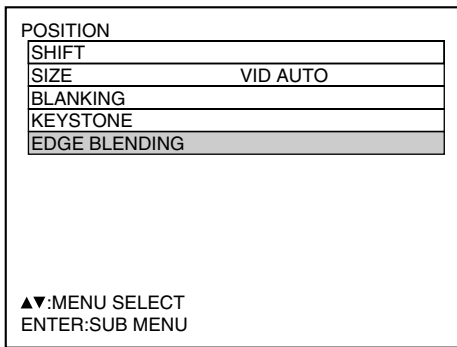 POSITION
SHIFT
SIZE VID AUTO
BLANKING
KEYSTONE
EDGE BLENDING
▲▼:MENU SELECT
ENTER:SUB MENU